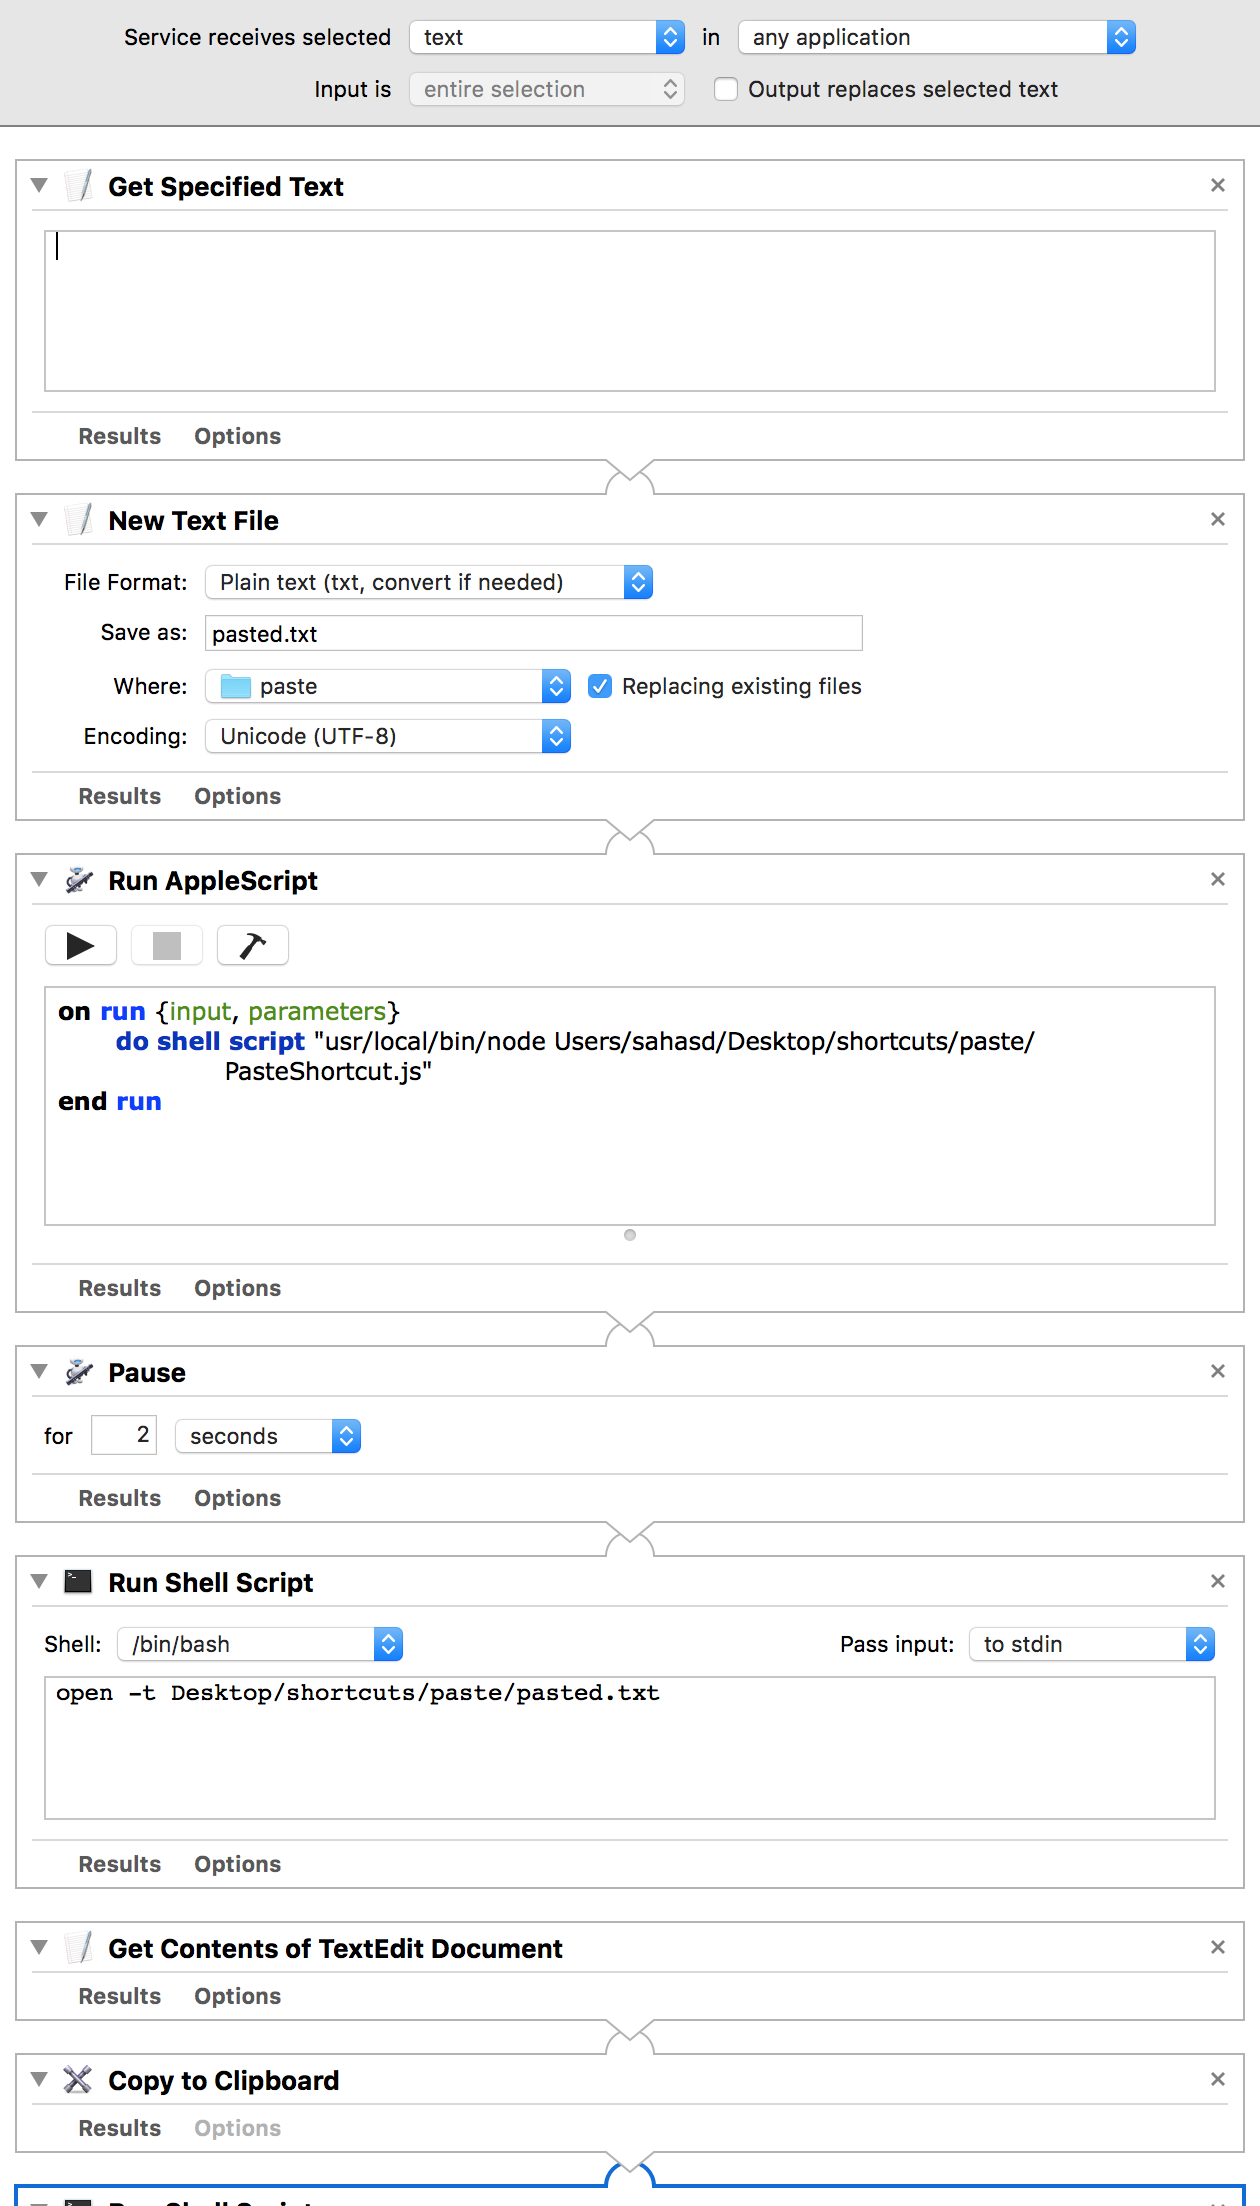 Service receives selected text in any application
Input is entire selection Output replaces selected text
Get Specified Text
Results Options
New Text File
File Format: Plain text (txt, convert if needed)
Save as: pasted.txt
Where: paste Replacing existing files
Encoding: Unicode (UTF-8)
Results Options
Run AppleScript
on run {input, parameters}
do shell script "usr/local/bin/node Users/sahasd/Desktop/shortcuts/paste/
PasteShortcut.js"
end run
Results Options
Pause
for 2 seconds
Results Options
Run Shell Script
Shell: /bin/bash Pass input: to stdin
open -t Desktop/shortcuts/paste/pasted.txt
Results Options
Get Contents of TextEdit Document
Results Options
Copy to Clipboard
Results Options
Run Shell Script